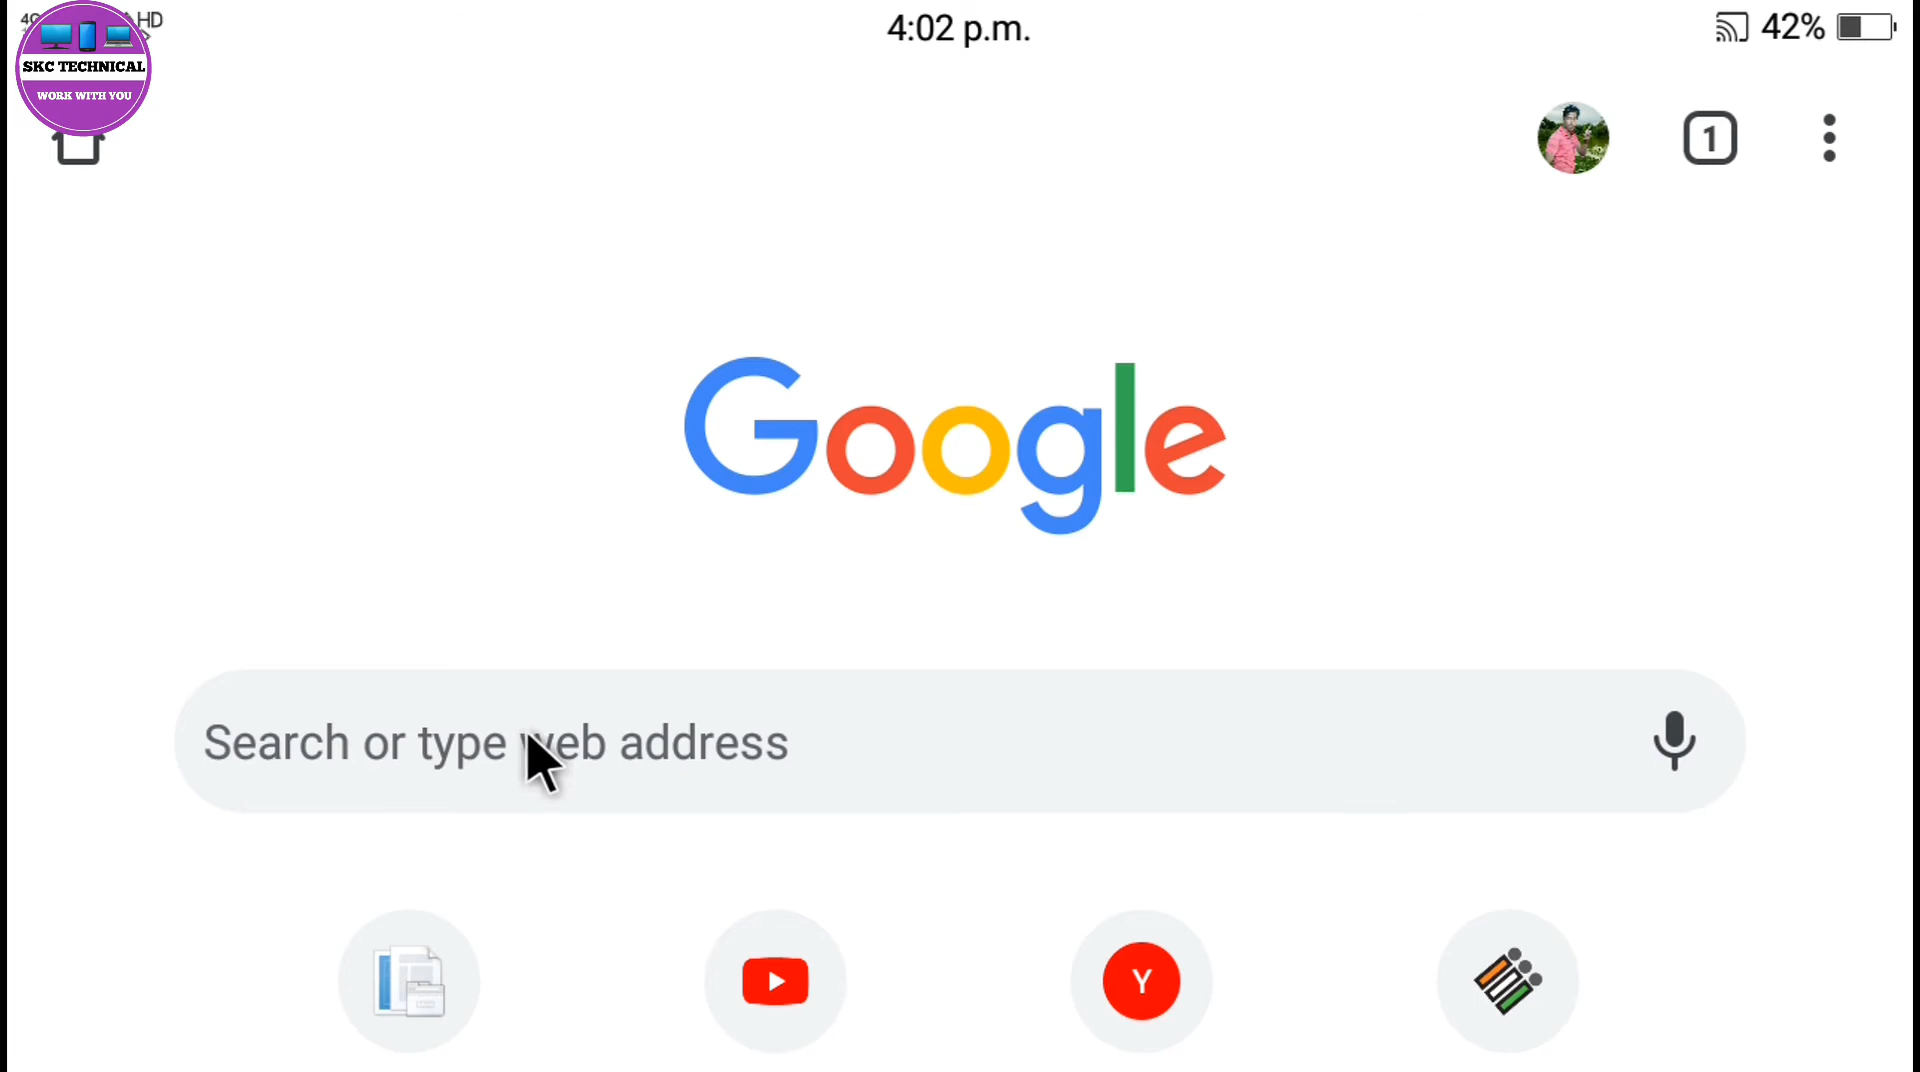 HD
4:02 p.m.
42%
SKC TECHNICAL
WORK WITH YOU
1
Google
Search or type web address
Y